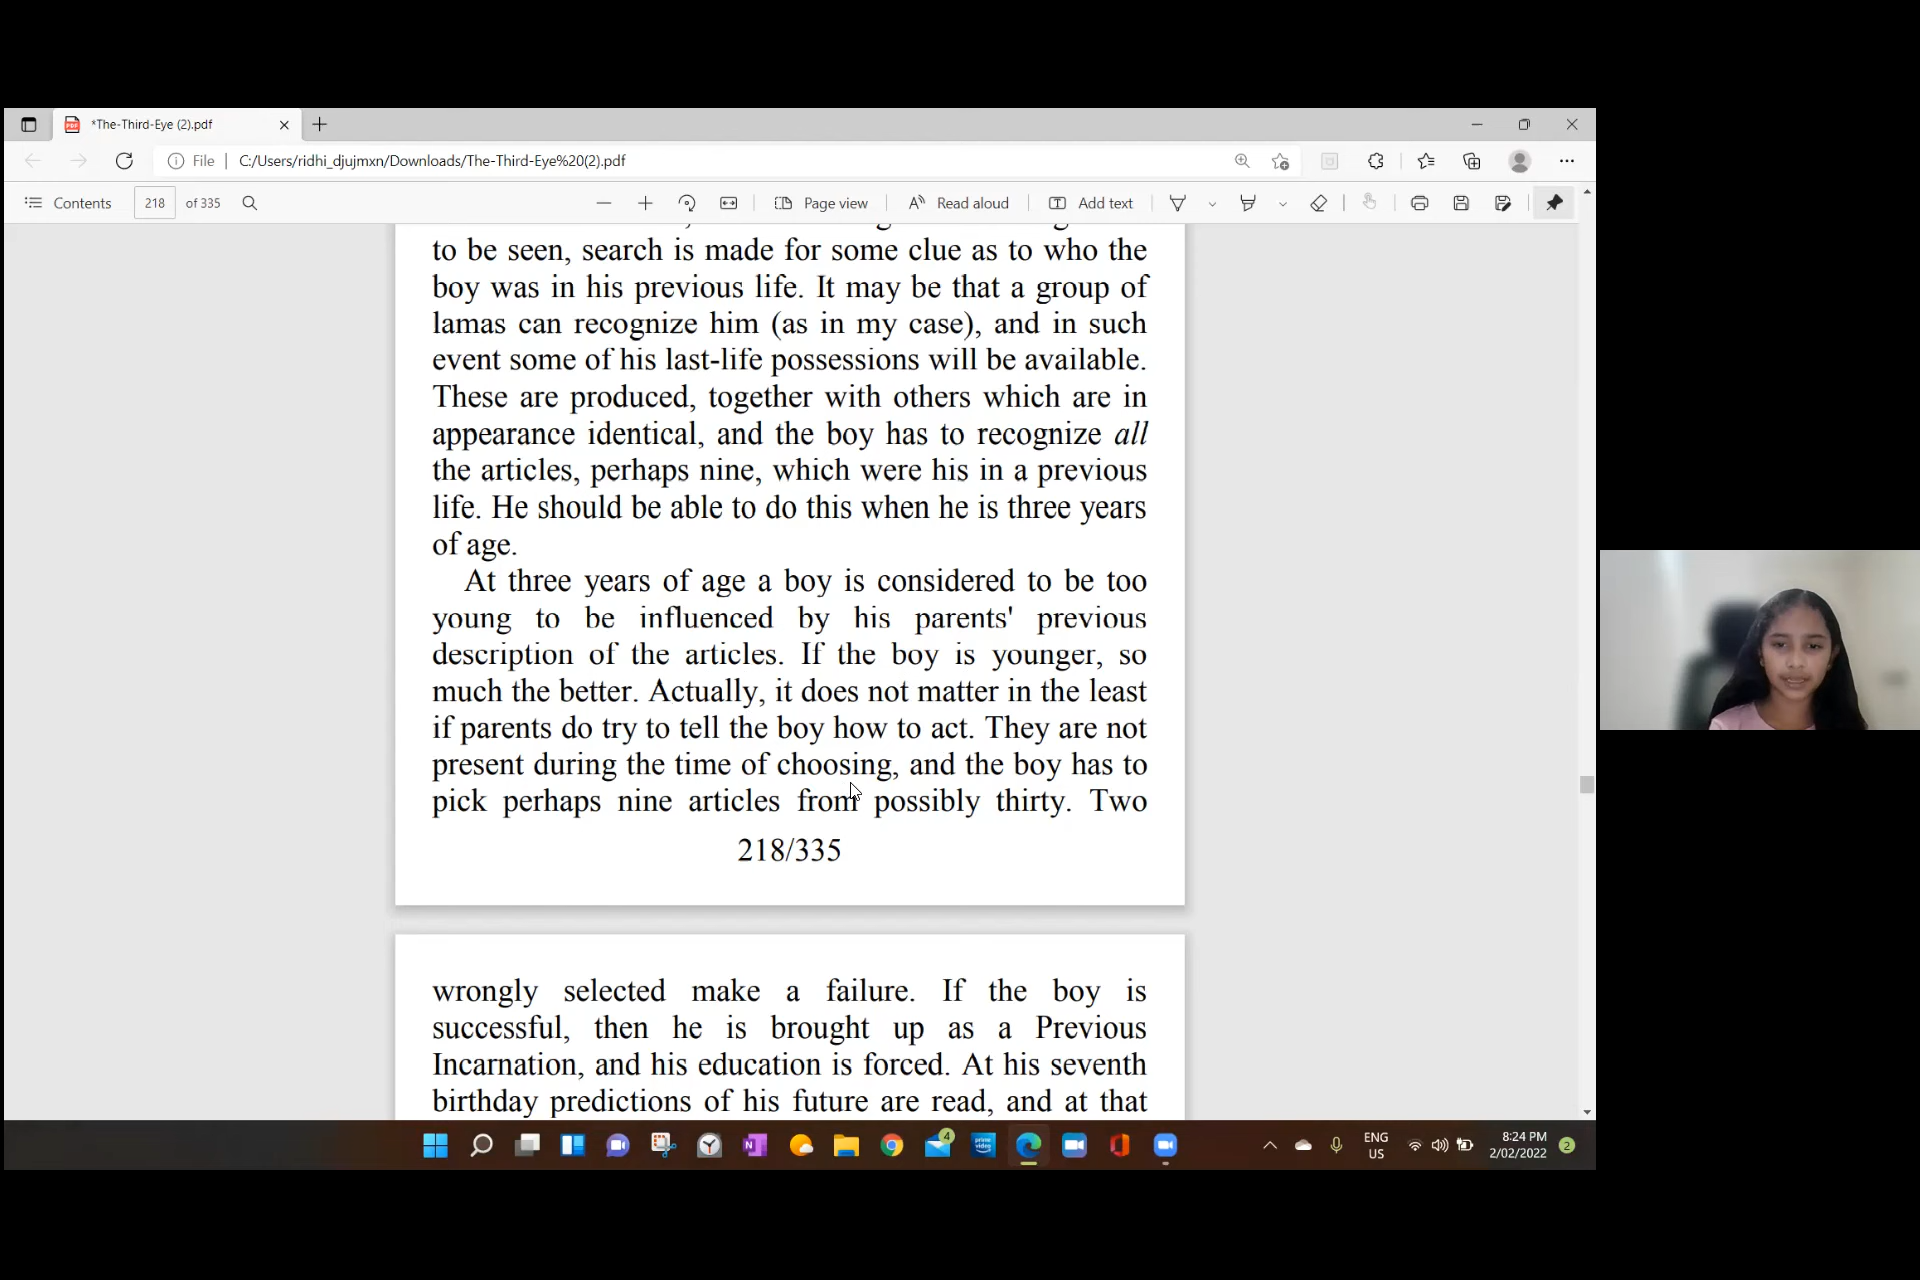 *The-Third-Eye (2).pdf
File
C:/Users/ridhi_djujmxn/Downloads/The-Third-Eye%20(2).pdf
Contents
218
of 335
Page view
Read aloud
Add text
to be seen, search is made for some clue as to who the
boy was in his previous life. It may be that a group of
lamas can recognize him (as in my case), and in such
event some of his last-life possessions will be available.
These are produced, together with others which are in
appearance identical, and the boy has to recognize all
the articles, perhaps nine, which were his in a previous
life. He should be able to do this when he is three years
of age.
At three years of age a boy is considered to be too
young to be influenced by his parents' previous
description of the articles. If the boy is younger, so
much the better. Actually, it does not matter in the least
if parents do try to tell the boy how to act. They are not
present during the time of choosing, and the boy has to
pick perhaps nine articles from possibly thirty. Two
218/335
wrongly selected make a failure. If the boy is
successful, then he is brought up as a Previous
Incarnation, and his education is forced. At his seventh
birthday predictions of his future are read, and at that
4
prime video
ENG
US
8:24 PM
2/02/2022
2